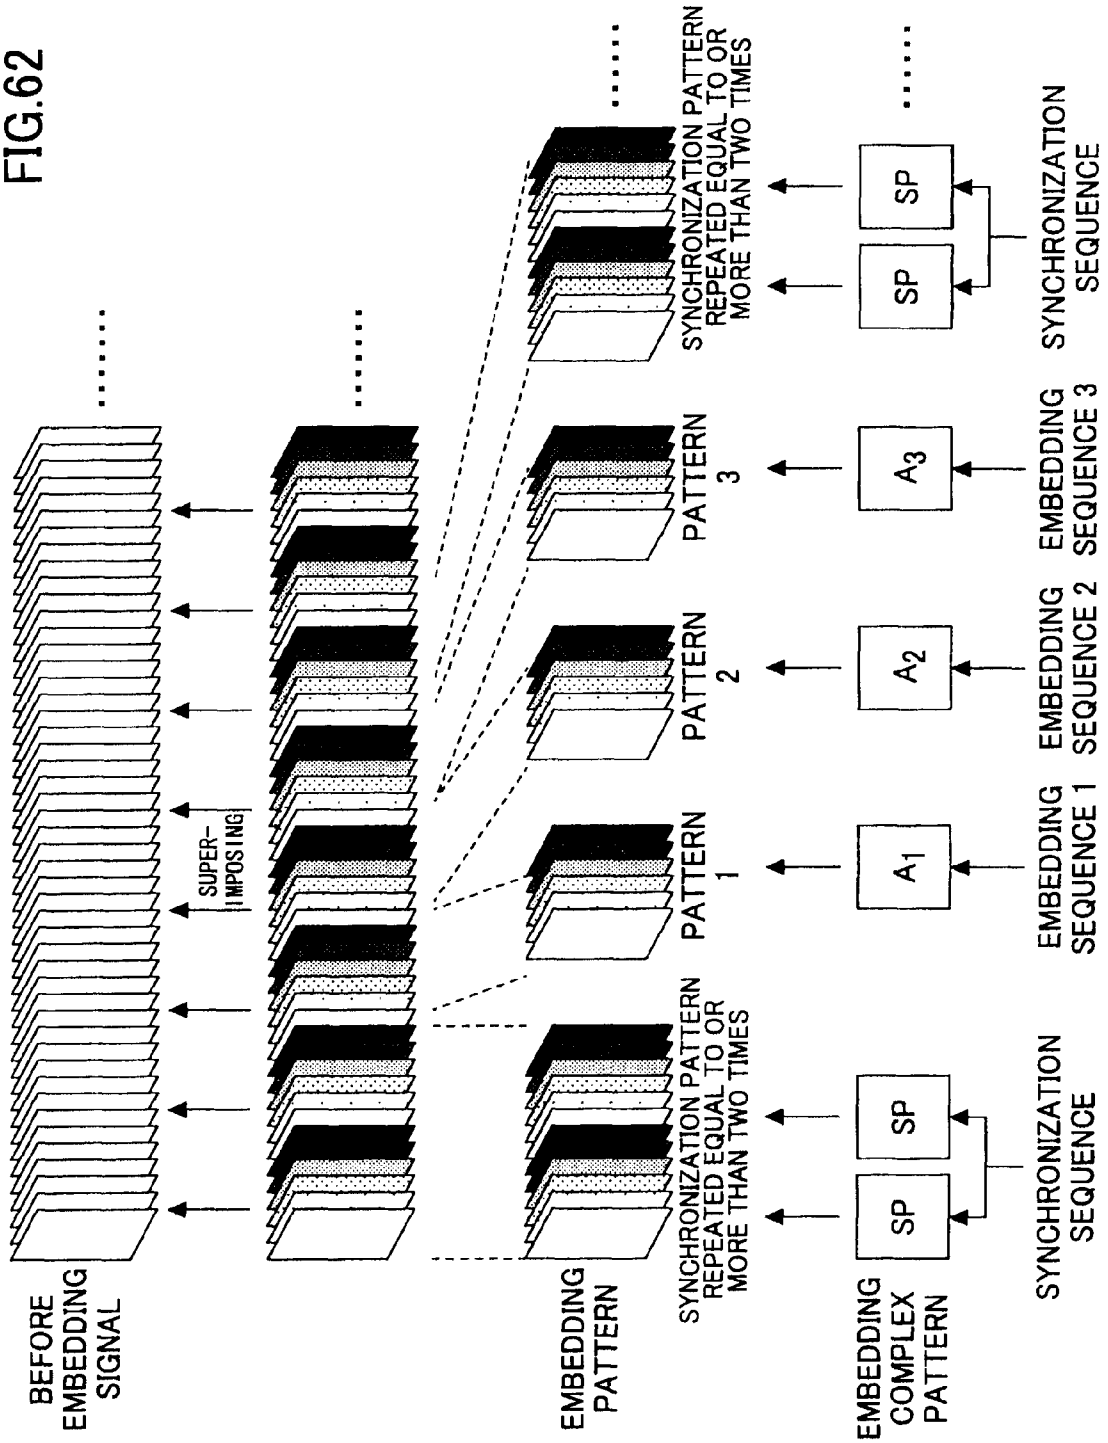 FIG.62
BEFORE
EMBEDDING
SIGNAL
SUPER-
IMPOSING
EMBEDDING
PATTERN
SYNCHRONIZATION PATTERN
REPEATED EQUAL TO OR
MORE THAN TWO TIMES
PATTERN
1
PATTERN
2
PATTERN
3
SYNCHRONIZATION PATTERN
REPEATED EQUAL TO OR
MORE THAN TWO TIMES
EMBEDDING
COMPLEX
PATTERN
SP
SP
A1
A2
A3
SP
SP
SYNCHRONIZATION
SEQUENCE
EMBEDDING
SEQUENCE 1
EMBEDDING
SEQUENCE 2
EMBEDDING
SEQUENCE 3
SYNCHRONIZATION
SEQUENCE